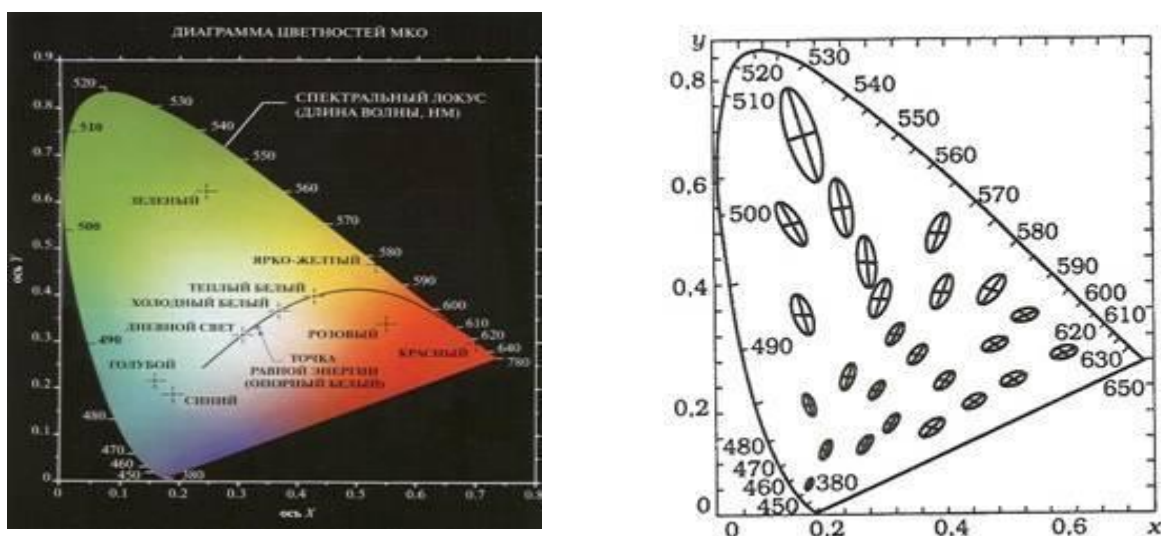 ДИАГРАММА ЦВЕТНОСТЕЙ МКО
0.9
0.8
0.7
0.6
0.5
0.4
0.3
0.2
0.1
0
ось Y
520
530
510
540
550
СПЕКТРАЛЬНЫЙ ЛОКУС
(ДЛИНА ВОЛНЫ, НМ)
560
ЗЕЛЕНЫЙ
500
570
580
ЯРКО-ЖЕЛТЫЙ
590
ТЕПЛЫЙ БЕЛЫЙ
ХОЛОДНЫЙ БЕЛЫЙ
600
ДНЕВНОЙ СВЕТ
РОЗОВЫЙ
610
620
490
КРАСНЫЙ
640
780
ГОЛУБОЙ
ТОЧКА
РАВНОЙ ЭНЕРГИИ
(ОПОРНЫЙ БЕЛЫЙ)
СИНИЙ
480
470
460
450
380
0 0.1 0.2 0.3 0.4 0.5 0.6 0.7 0.8
ось X
y
0,8
0,6
0,4
0,2
0
520
530
510
540
550
560
500
570
580
590
600
490
610
620
630
650
480
470
460
450
380
0 0,2 0,4 0,6 x